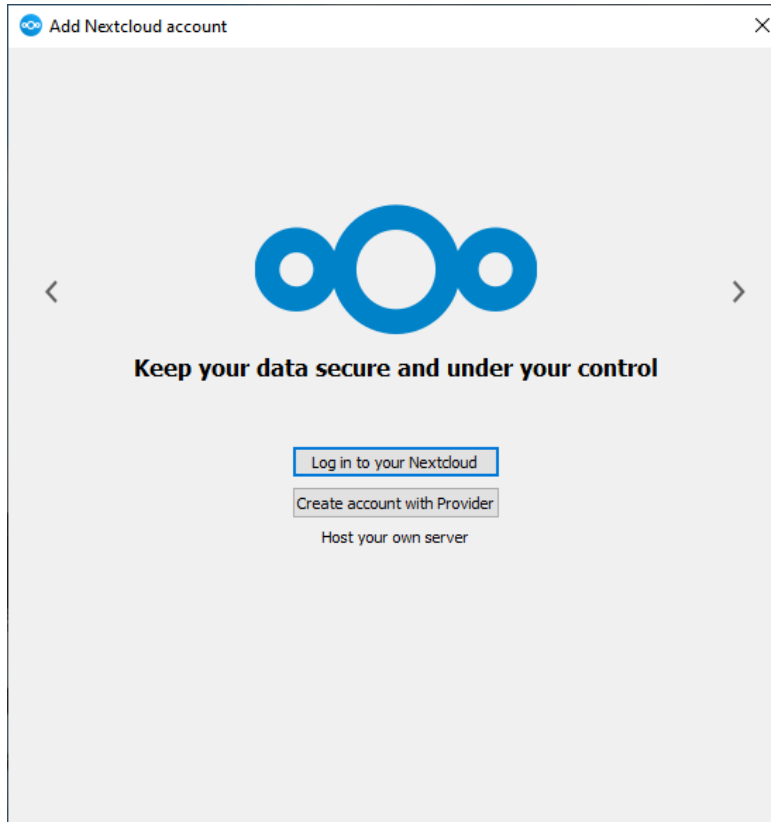 Add Nextcloud account
Keep your data secure and under your control
Log in to your Nextcloud
Create account with Provider
Host your own server